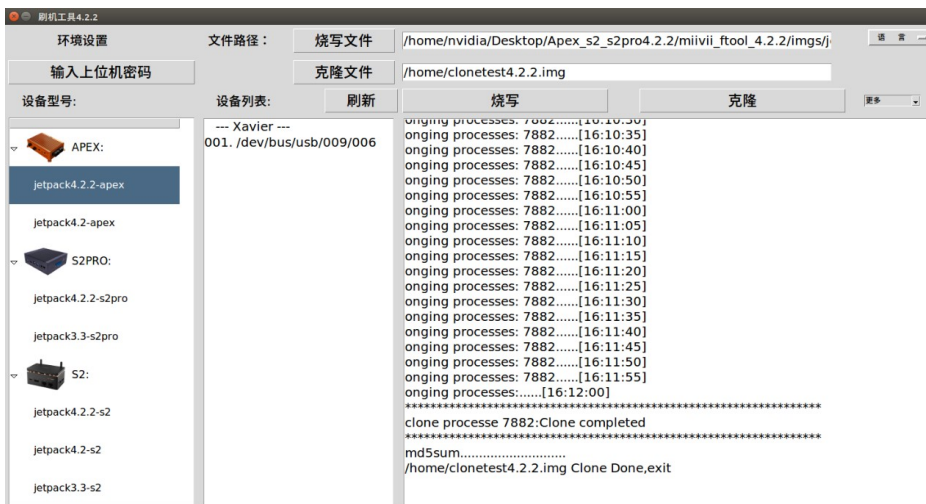 刷机工具4.2.2
环境设置
文件路径：
烧写文件
/home/nvidia/Desktop/Apex_s2_s2pro4.2.2/miivii_ftool_4.2.2/imgs/j
语 言
输入上位机密码
克隆文件
/home/clonetest4.2.2.img
设备型号:
设备列表:
刷新
烧写
克隆
更多
APEX:
jetpack4.2.2-apex
jetpack4.2-apex
S2PRO:
jetpack4.2.2-s2pro
jetpack3.3-s2pro
S2:
jetpack4.2.2-s2
jetpack4.2-s2
jetpack3.3-s2
--- Xavier ---
001. /dev/bus/usb/009/006
onging processes: 7882......[16:10:30]
onging processes: 7882......[16:10:35]
onging processes: 7882......[16:10:40]
onging processes: 7882......[16:10:45]
onging processes: 7882......[16:10:50]
onging processes: 7882......[16:10:55]
onging processes: 7882......[16:11:00]
onging processes: 7882......[16:11:05]
onging processes: 7882......[16:11:10]
onging processes: 7882......[16:11:15]
onging processes: 7882......[16:11:20]
onging processes: 7882......[16:11:25]
onging processes: 7882......[16:11:30]
onging processes: 7882......[16:11:35]
onging processes: 7882......[16:11:40]
onging processes: 7882......[16:11:45]
onging processes: 7882......[16:11:50]
onging processes: 7882......[16:11:55]
onging processes:......[16:12:00]
*****************************************************************
clone processe 7882:Clone completed
*****************************************************************
md5sum............................
/home/clonetest4.2.2.img Clone Done,exit